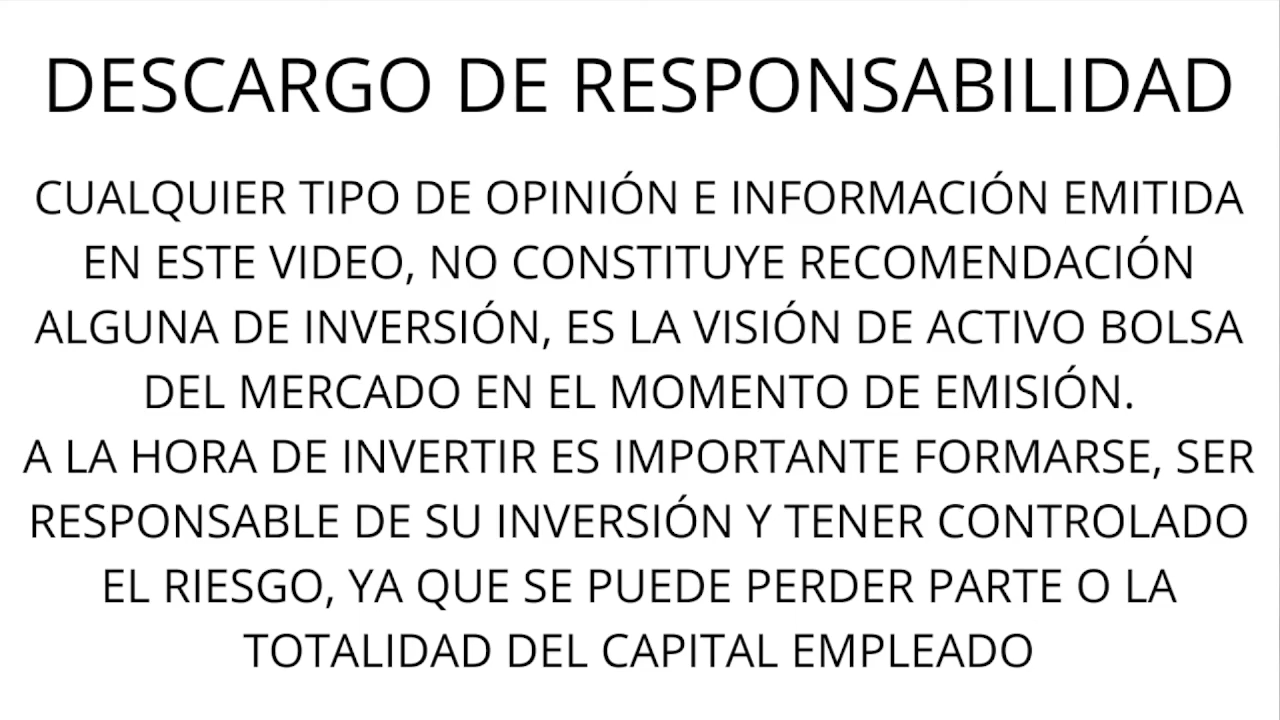 DESCARGO DE RESPONSABILIDAD
CUALQUIER TIPO DE OPINIÓN E INFORMACIÓN EMITIDA
EN ESTE VIDEO, NO CONSTITUYE RECOMENDACIÓN
ALGUNA DE INVERSIÓN, ES LA VISIÓN DE ACTIVO BOLSA
DEL MERCADO EN EL MOMENTO DE EMISIÓN.
A LA HORA DE INVERTIR ES IMPORTANTE FORMARSE, SER
RESPONSABLE DE SU INVERSIÓN Y TENER CONTROLADO
EL RIESGO, YA QUE SE PUEDE PERDER PARTE O LA
TOTALIDAD DEL CAPITAL EMPLEADO